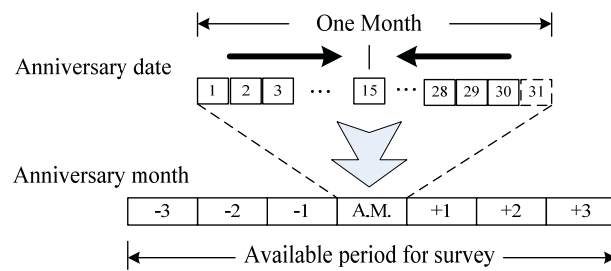 One Month
Anniversary date
1 2 3 ... 15 ... 28 29 30 31
Anniversary month
-3 -2 -1 A.M. +1 +2 +3
Available period for survey